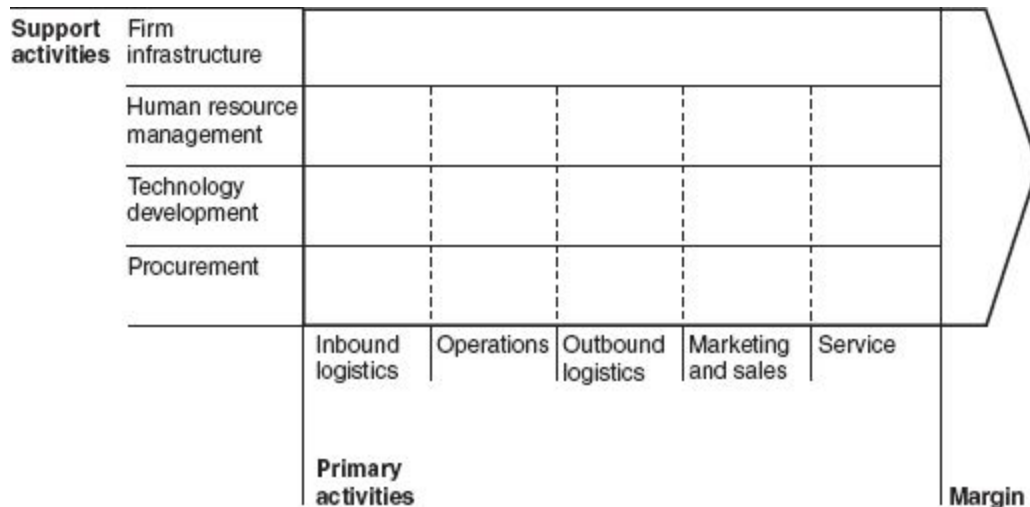 Support
activities
Firm
infrastructure
Human resource
management
Technology
development
Procurement
Inbound
logistics
Operations
Outbound
logistics
Marketing
and sales
Service
Primary
activities
Margin